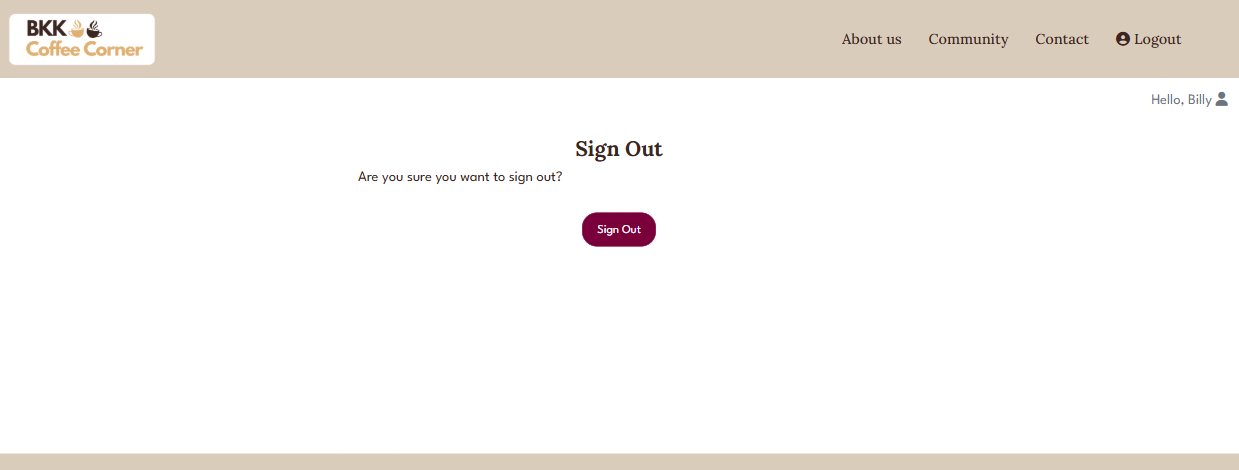 BKK
Coffee Corner
About us Community Contact Logout
Hello, Billy
Sign Out
Are you sure you want to sign out?
Sign Out